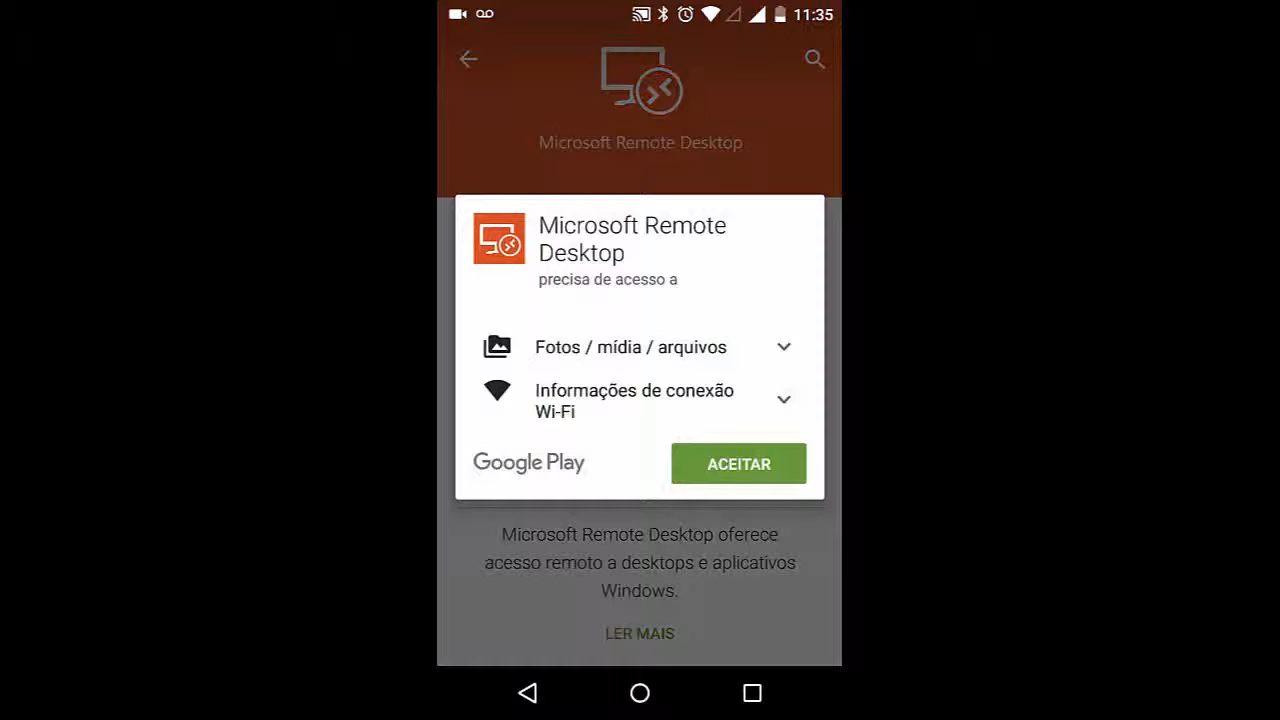 11:35
Microsoft Remote Desktop
Microsoft Remote
Desktop
precisa de acesso a
Fotos / mídia / arquivos
Informações de conexão
Wi-Fi
Google Play
ACEITAR
Microsoft Remote Desktop oferece
acesso remoto a desktops e aplicativos
Windows.
LER MAIS